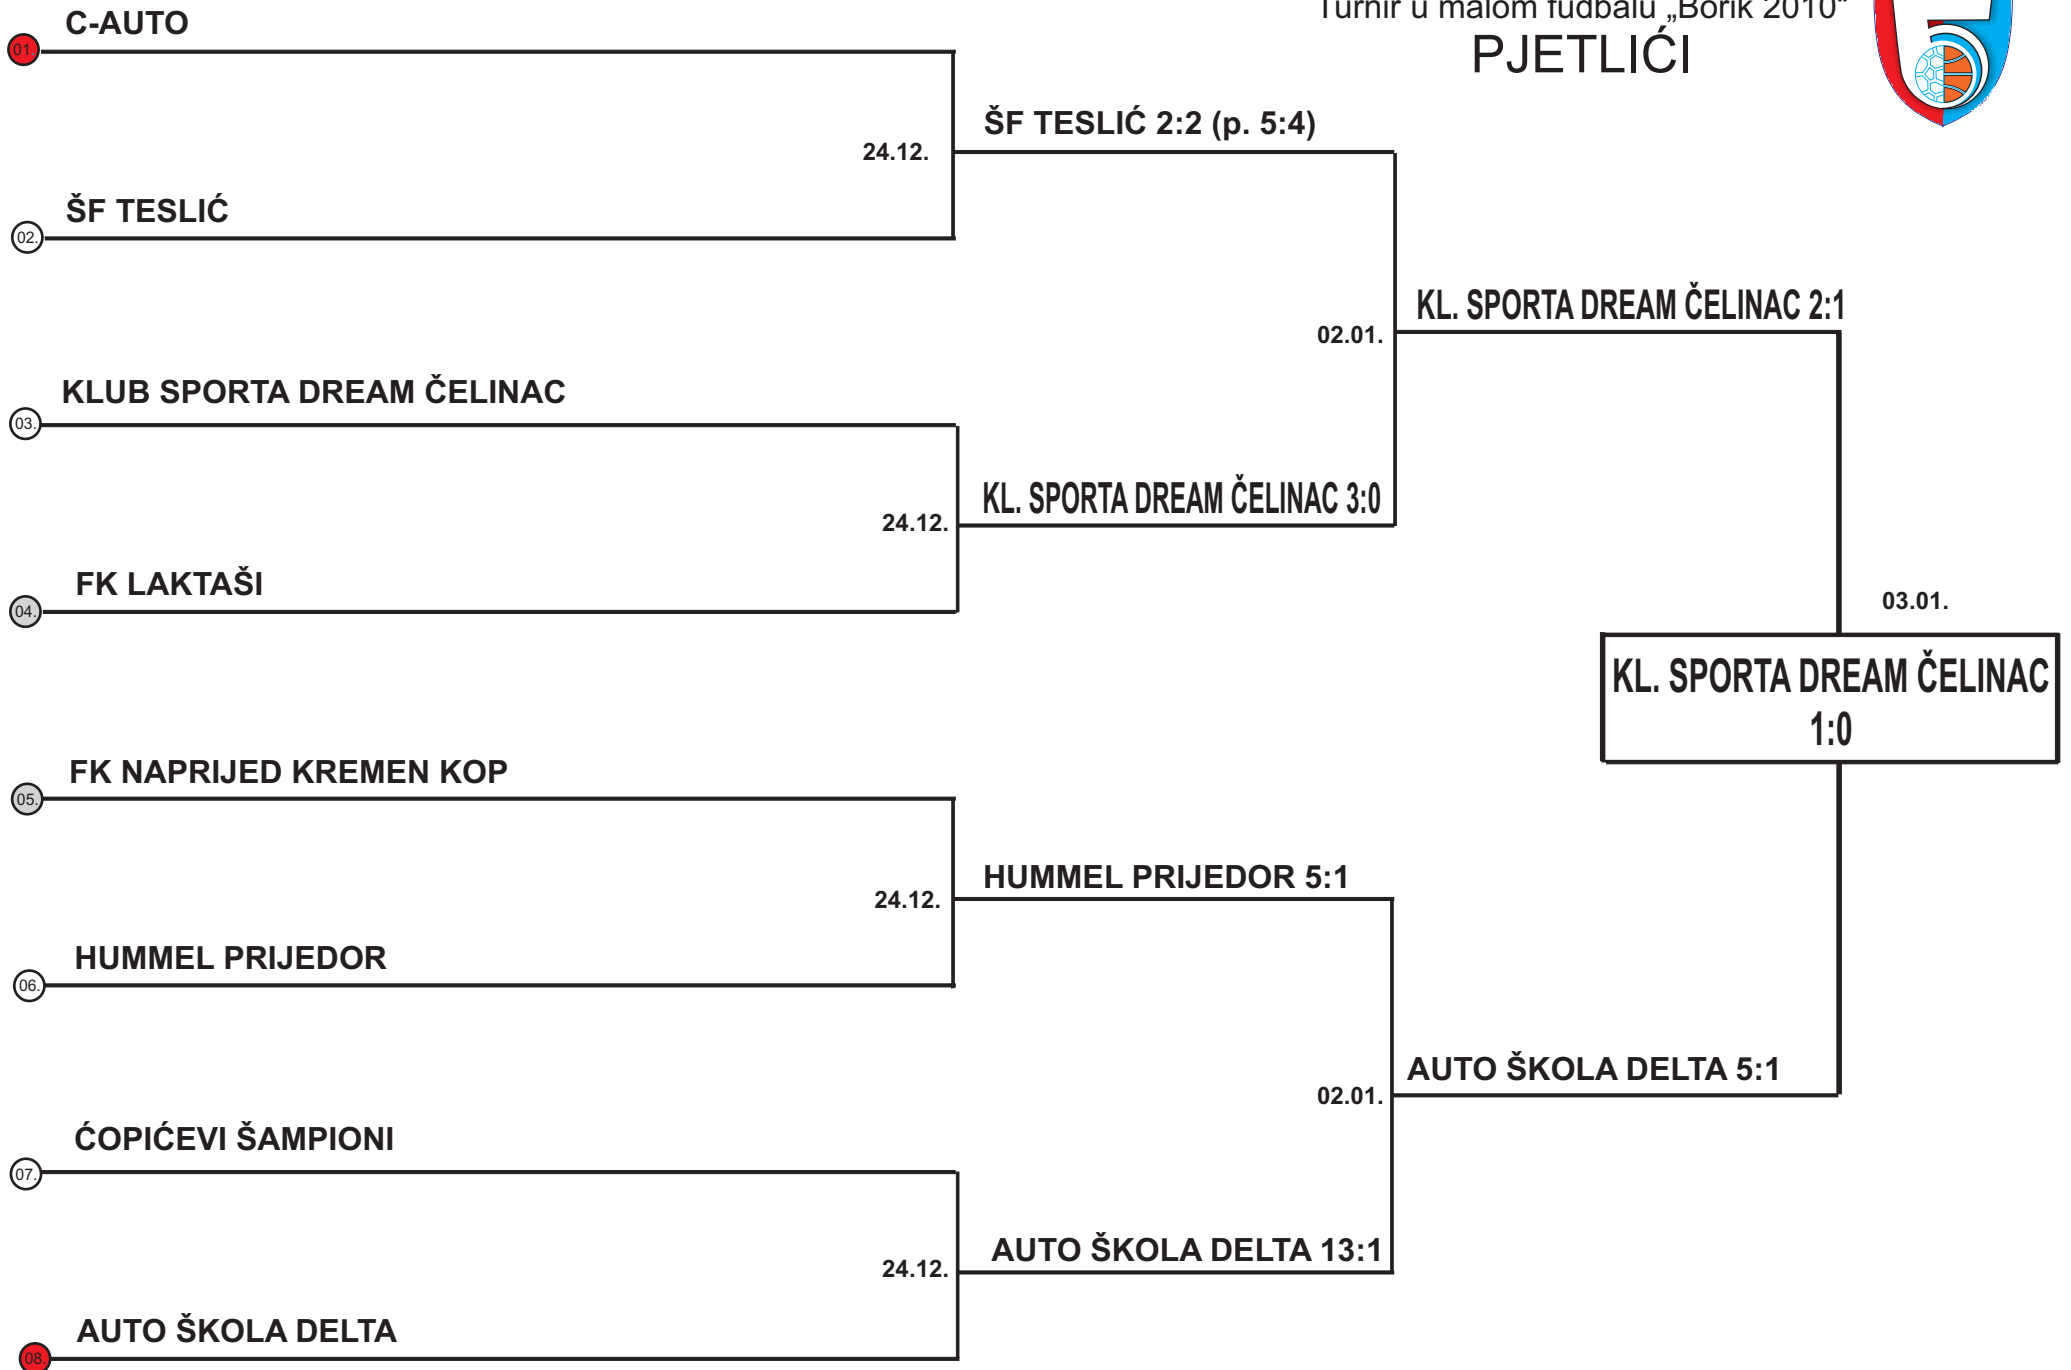 Turnir u malom fudbalu „Borik 2010“
PJETLIĆI
C-AUTO
01.
ŠF TESLIĆ 2:2 (p. 5:4)
24.12.
ŠF TESLIĆ
02.
KL. SPORTA DREAM ČELINAC 2:1
02.01.
KLUB SPORTA DREAM ČELINAC
03.
KL. SPORTA DREAM ČELINAC 3:0
24.12.
FK LAKTAŠI
04.
03.01.
KL. SPORTA DREAM ČELINAC
1:0
FK NAPRIJED KREMEN KOP
05.
HUMMEL PRIJEDOR 5:1
24.12.
HUMMEL PRIJEDOR
06.
AUTO ŠKOLA DELTA 5:1
02.01.
ĆOPIĆEVI ŠAMPIONI
07.
AUTO ŠKOLA DELTA 13:1
24.12.
AUTO ŠKOLA DELTA
08.